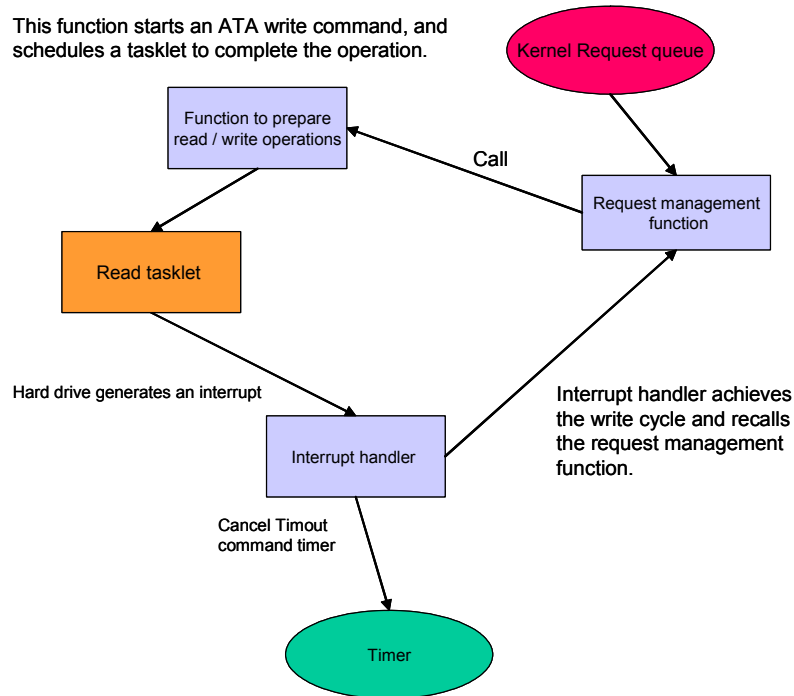 This function starts an ATA write command, and
schedules a tasklet to complete the operation.
Kernel Request queue
Function to prepare
read / write operations
Call
Request management
function
Read tasklet
Hard drive generates an interrupt
Interrupt handler achieves
the write cycle and recalls
the request management
function.
Interrupt handler
Cancel Timout
command timer
Timer